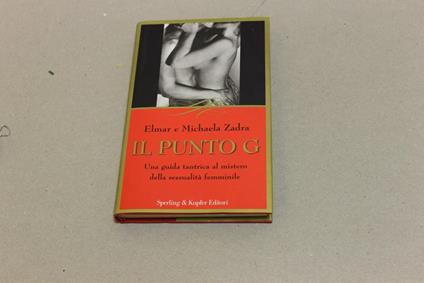 Elmar e Michaela Zadra
IL PUNTO G
Una guida tantrica al mistero
della sessualità femminile
Sperling & Kupfer Editori